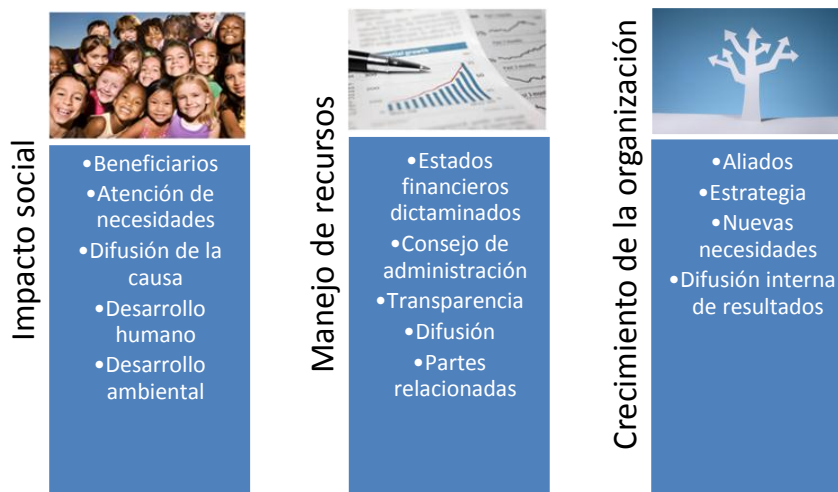 Impacto social
•Beneficiarios
•Atención de
necesidades
•Difusión de la
causa
•Desarrollo
humano
•Desarrollo
ambiental
Manejo de recursos
•Estados
financieros
dictaminados
•Consejo de
administración
•Transparencia
•Difusión
•Partes
relacionadas
Crecimiento de la organización
•Aliados
•Estrategia
•Nuevas
necesidades
•Difusión interna
de resultados